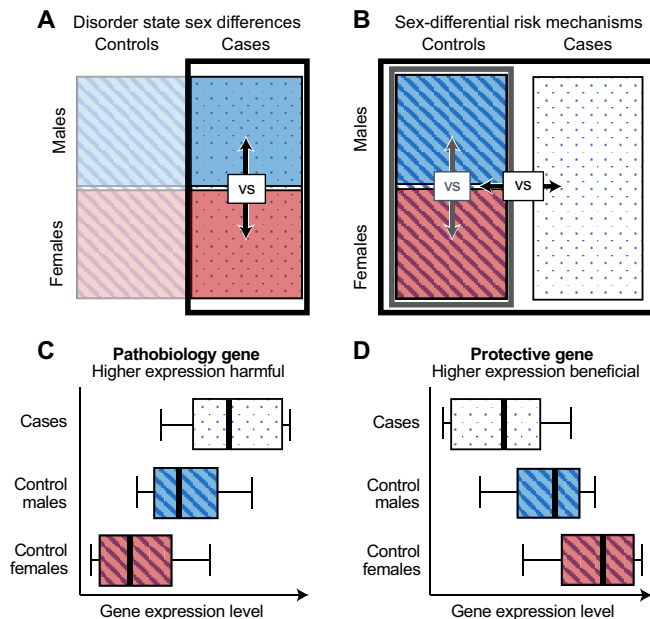 A Disorder state sex differences
Controls Cases
Males
VS
Females
B Sex-differential risk mechanisms
Controls Cases
Males
VS VS
Females
C Pathobiology gene
Higher expression harmful
Cases
Control
males
Control
females
Gene expression level
D Protective gene
Higher expression beneficial
Cases
Control
males
Control
females
Gene expression level